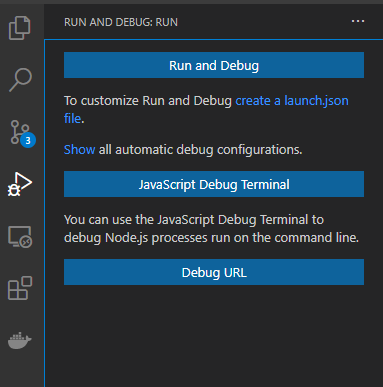 RUN AND DEBUG: RUN
Run and Debug
To customize Run and Debug create a launch.json
file.
3
Show all automatic debug configurations.
JavaScript Debug Terminal
You can use the JavaScript Debug Terminal to
debug Node.js processes run on the command line.
Debug URL